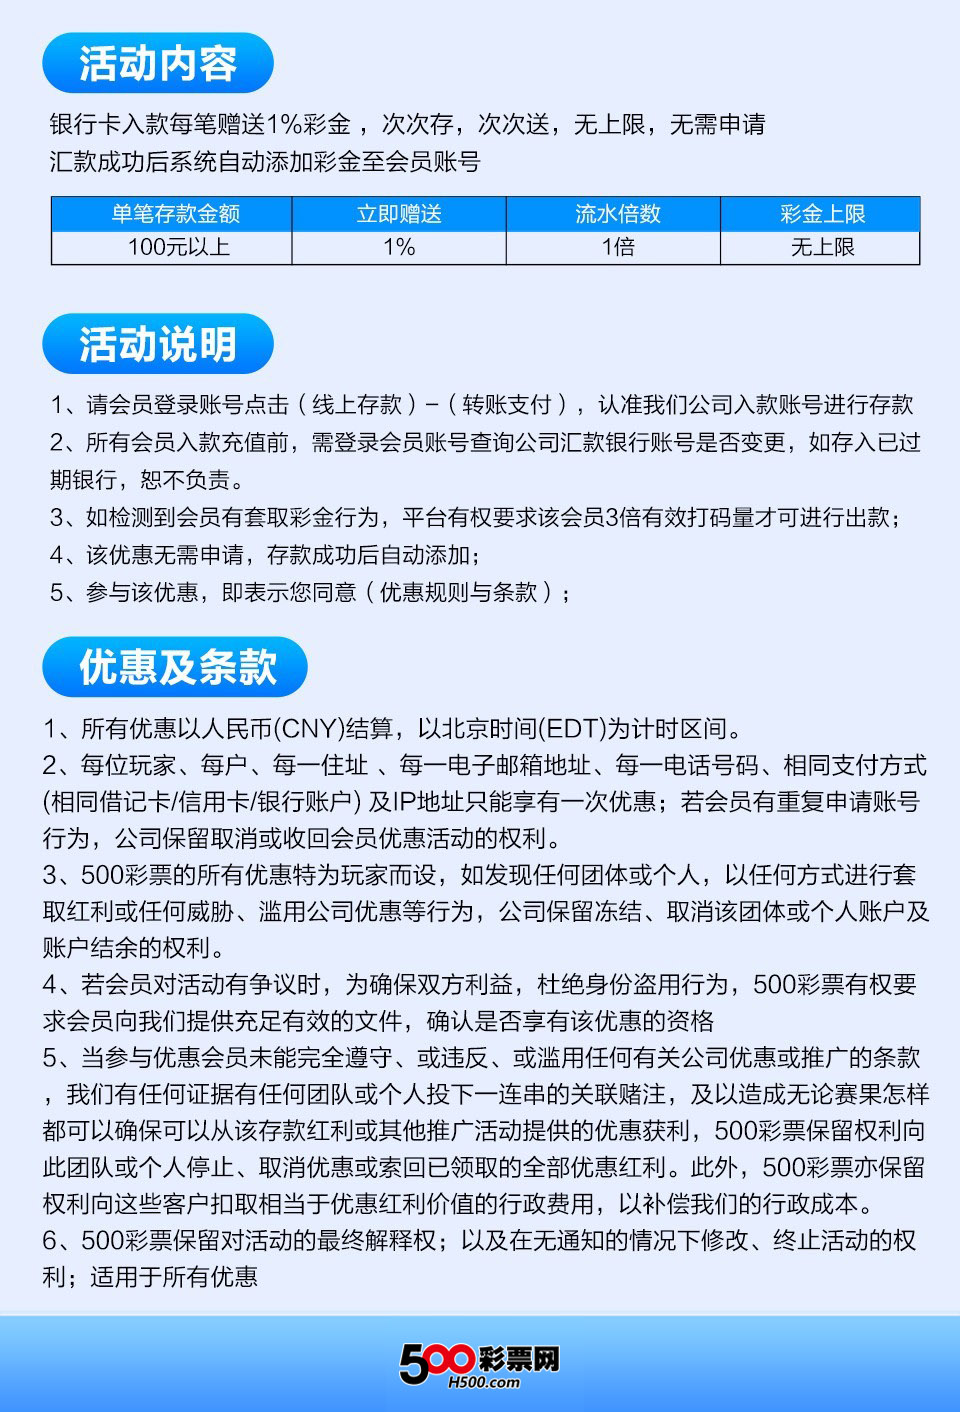 活动内容
银行卡入款每笔赠送1%彩金，次次存，次次送，无上限，无需申请
汇款成功后系统自动添加彩金至会员账号
单笔存款金额 立即赠送 流水倍数 彩金上限
100元以上 1% 1倍 无上限
活动说明
1、请会员登录账号点击（线上存款）–（转账支付），认准我们公司入款账号进行存款
2、所有会员入款充值前，需登录会员账号查询公司汇款银行账号是否变更，如存入已过
期银行，恕不负责。
3、如检测到会员有套取彩金行为，平台有权要求该会员3倍有效打码量才可进行出款；
4、该优惠无需申请，存款成功后自动添加；
5、参与该优惠，即表示您同意（优惠规则与条款）；
优惠及条款
1、所有优惠以人民币(CNY)结算，以北京时间(EDT)为计时区间。
2、每位玩家、每户、每一住址 、每一电子邮箱地址、每一电话号码、相同支付方式
(相同借记卡/信用卡/银行账户) 及IP地址只能享有一次优惠；若会员有重复申请账号
行为，公司保留取消或收回会员优惠活动的权利。
3、500彩票的所有优惠特为玩家而设，如发现任何团体或个人，以任何方式进行套
取红利或任何威胁、滥用公司优惠等行为，公司保留冻结、取消该团体或个人账户及
账户结余的权利。
4、若会员对活动有争议时，为确保双方利益，杜绝身份盗用行为，500彩票有权要
求会员向我们提供充足有效的文件，确认是否享有该优惠的资格
5、当参与优惠会员未能完全遵守、或违反、或滥用任何有关公司优惠或推广的条款
，我们有任何证据有任何团队或个人投下一连串的关联赌注，及以造成无论赛果怎样
都可以确保可以从该存款红利或其他推广活动提供的优惠获利，500彩票保留权利向
此团队或个人停止、取消优惠或索回已领取的全部优惠红利。此外，500彩票亦保留
权利向这些客户扣取相当于优惠红利价值的行政费用，以补偿我们的行政成本。
6、500彩票保留对活动的最终解释权；以及在无通知的情况下修改、终止活动的权
利；适用于所有优惠
500彩票网
H500.com